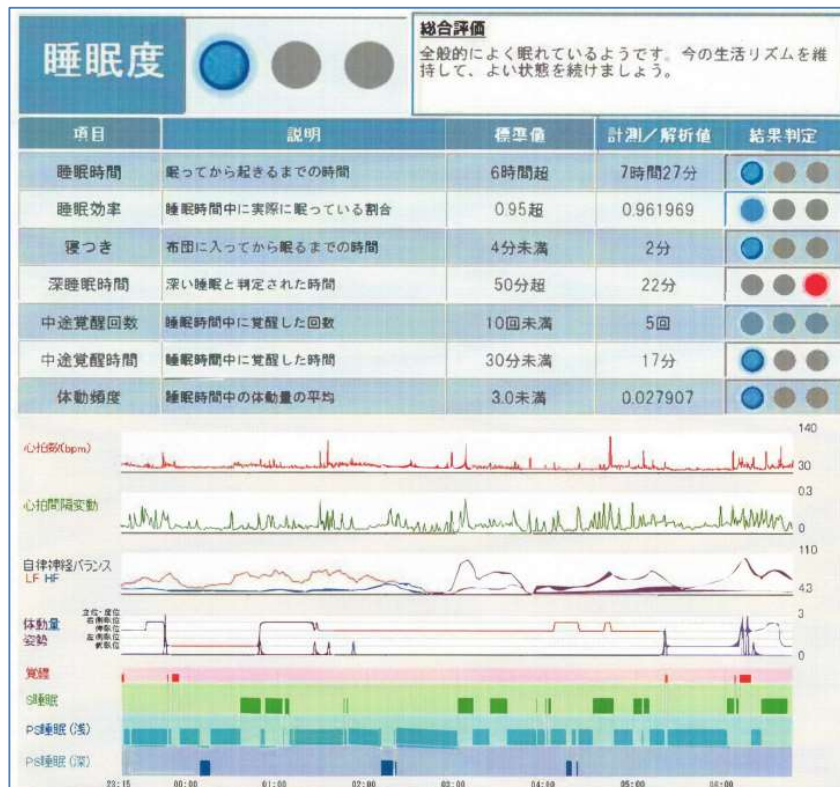 睡眠度
総合評価
全般的によく眠れているようです。今の生活リズムを維
持して、よい状態を続けましょう。
項目 説明 標準値 計測／解析値 結果判定
睡眠時間 眠ってから起きるまでの時間 6時間超 7時間27分
睡眠効率 睡眠時間中に実際に眠っている割合 0.95超 0.961969
寝つき 布団に入ってから眠るまでの時間 4分未満 2分
深睡眠時間 深い睡眠と判定された時間 50分超 22分
中途覚醒回数 睡眠時間中に覚醒した回数 10回未満 5回
中途覚醒時間 睡眠時間中に覚醒した時間 30分未満 17分
体動頻度 睡眠時間中の体動量の平均 3.0未満 0.027907
心拍数(bpm) 140
30
心拍間隔変動 0.3
0
自律神経バランス 110
LF HF 43
体動量 立位・座位 3
右側臥位
仰臥位
姿勢 左側臥位
0
覚醒
S睡眠
PS睡眠(浅)
PS睡眠(深)
23:15 00:00 01:00 02:00 03:00 04:00 05:00 06:00